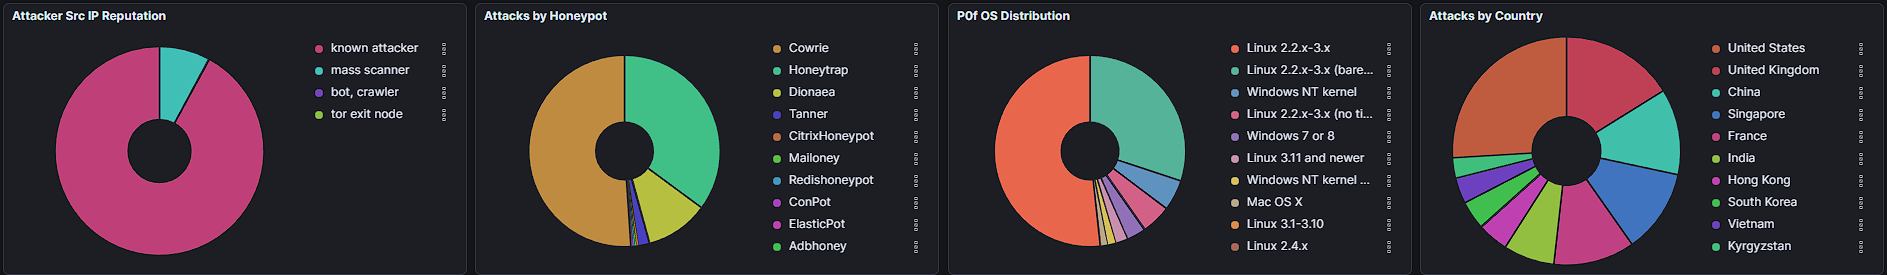 Attacker Src IP Reputation
known attacker
mass scanner
bot, crawler
tor exit node
Attacks by Honeypot
Cowrie
Honeytrap
Dionaea
Tanner
CitrixHoneypot
Mailoney
Redishoneypot
ConPot
ElasticPot
Adbhoney
P0f OS Distribution
Linux 2.2.x-3.x
Linux 2.2.x-3.x (bare...
Windows NT kernel
Linux 2.2.x-3.x (no ti...
Windows 7 or 8
Linux 3.11 and newer
Windows NT kernel ...
Mac OS X
Linux 3.1-3.10
Linux 2.4.x
Attacks by Country
United States
United Kingdom
China
Singapore
France
India
Hong Kong
South Korea
Vietnam
Kyrgyzstan